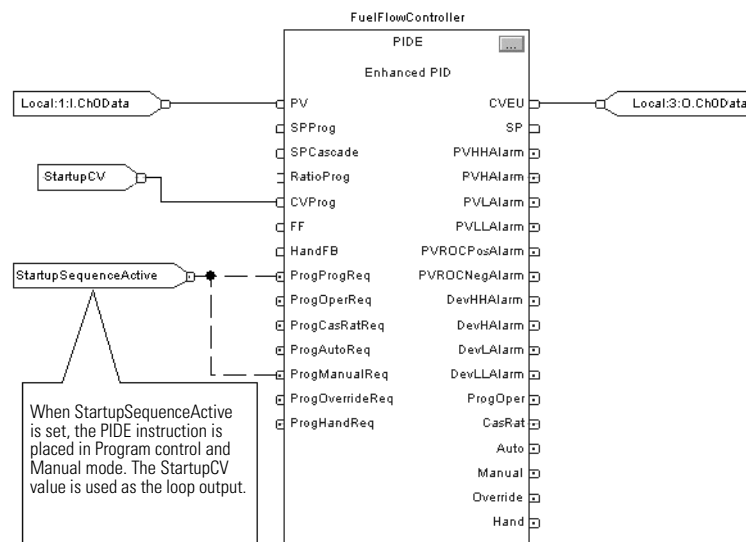 FuelFlowController
PIDE
...
Enhanced PID
Local:1:I.Ch0Data
PV
CVEU
Local:3:O.Ch0Data
SPProg
SP
SPCascade
PVHHAlarm
StartupCV
RatioProg
PVHAlarm
CVProg
PVLAlarm
FF
PVLLAlarm
HandFB
PVROCPosAlarm
StartupSequenceActive
ProgProgReq
PVROCNegAlarm
ProgOperReq
DevHHAlarm
ProgCasRatReq
DevHAlarm
ProgAutoReq
DevLAlarm
ProgManualReq
DevLLAlarm
ProgOverrideReq
ProgOper
ProgHandReq
CasRat
Auto
Manual
Override
Hand
When StartupSequenceActive
is set, the PIDE instruction is
placed in Program control and
Manual mode. The StartupCV
value is used as the loop output.